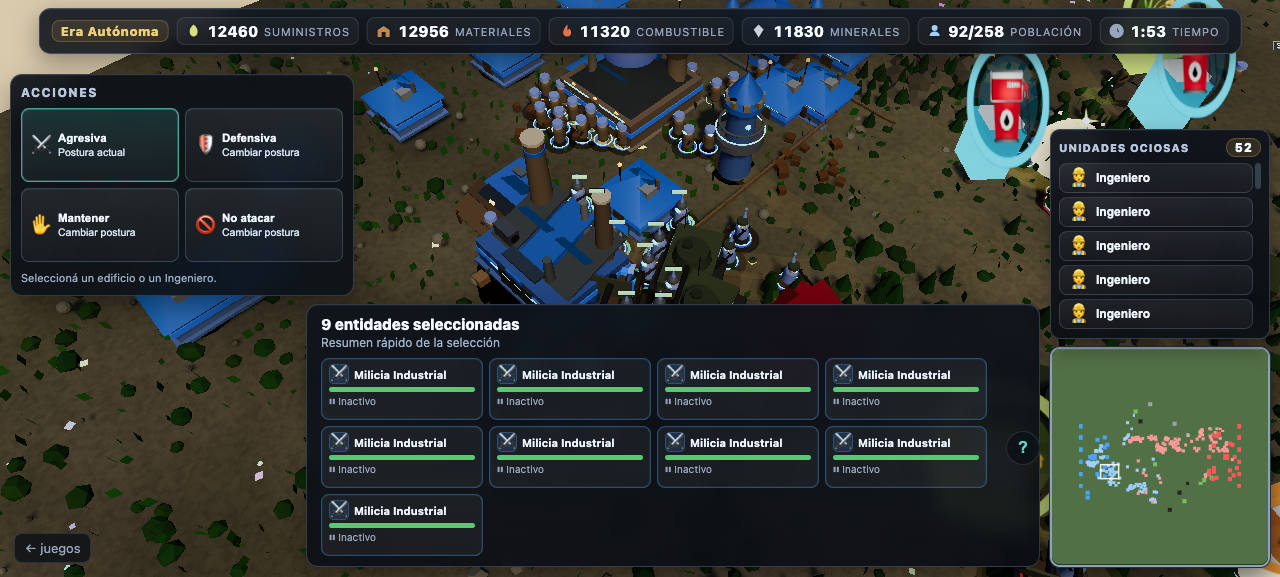 Era Autónoma
12460 SUMINISTROS
12956 MATERIALES
11320 COMBUSTIBLE
11830 MINERALES
92/258 POBLACIÓN
1:53 TIEMPO
ACCIONES
Agresiva
Postura actual
Defensiva
Cambiar postura
Mantener
Cambiar postura
No atacar
Cambiar postura
Seleccioná un edificio o un Ingeniero.
UNIDADES OCIOSAS 52
Ingeniero
Ingeniero
Ingeniero
Ingeniero
Ingeniero
9 entidades seleccionadas
Resumen rápido de la selección
Milicia Industrial
Inactivo
Milicia Industrial
Inactivo
Milicia Industrial
Inactivo
Milicia Industrial
Inactivo
Milicia Industrial
Inactivo
Milicia Industrial
Inactivo
Milicia Industrial
Inactivo
Milicia Industrial
Inactivo
Milicia Industrial
Inactivo
?
← juegos